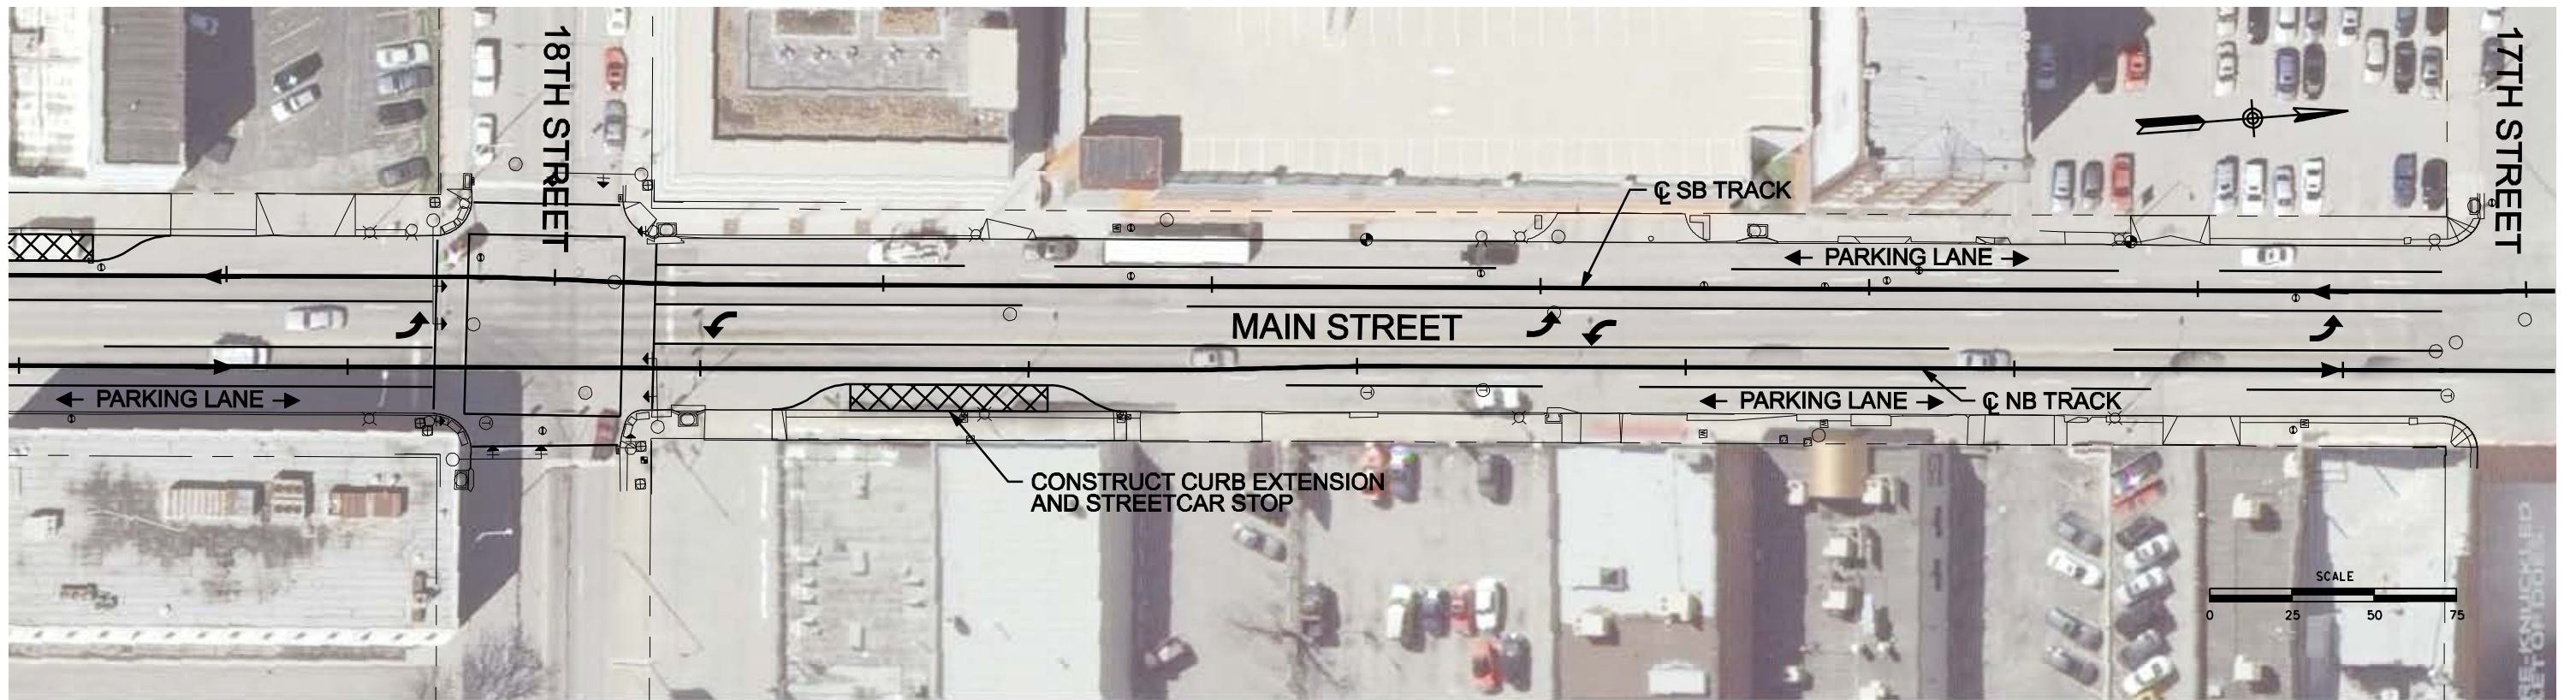 18TH STREET
17TH STREET
℄ SB TRACK
PARKING LANE
MAIN STREET
PARKING LANE
PARKING LANE
℄ NB TRACK
CONSTRUCT CURB EXTENSION
AND STREETCAR STOP
SCALE
0 25 50 75